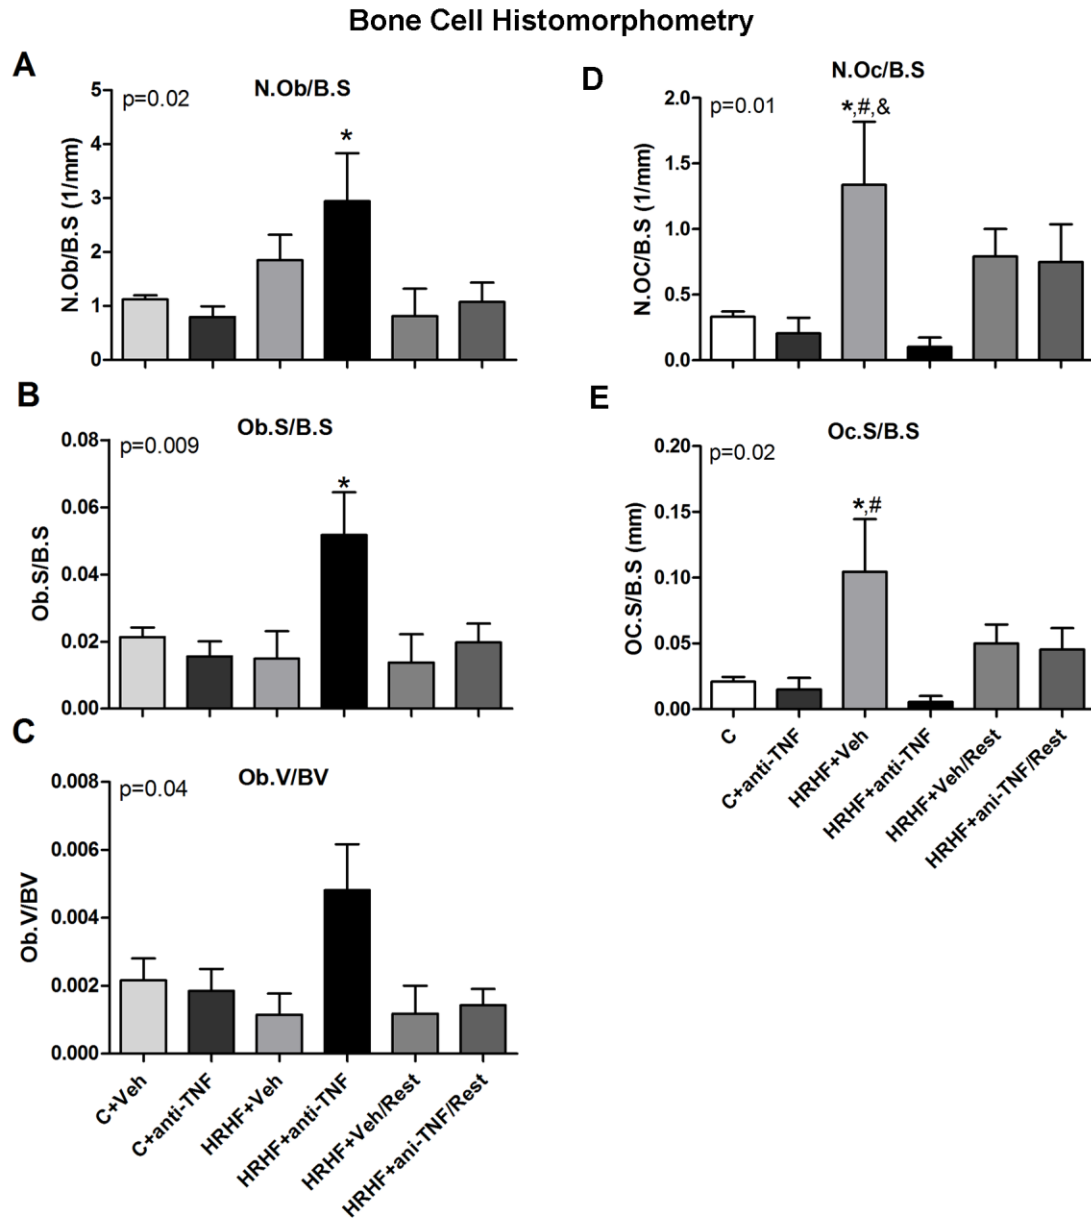 Bone Cell Histomorphometry
A
N.Ob/B.S
p=0.02
N.Ob/B.S (1/mm)
5
4
3
2
1
0
*
B
Ob.S/B.S
p=0.009
Ob.S/B.S
0.08
0.06
0.04
0.02
0.00
*
C
Ob.V/BV
p=0.04
Ob.V/BV
0.008
0.006
0.004
0.002
0.000
C+Veh
C+anti-TNF
HRHF+Veh
HRHF+anti-TNF
HRHF+Veh/Rest
HRHF+ani-TNF/Rest
D
N.Oc/B.S
p=0.01
N.OC/B.S (1/mm)
2.0
1.5
1.0
0.5
0.0
*,#,&
E
Oc.S/B.S
p=0.02
OC.S/B.S (mm)
0.20
0.15
0.10
0.05
0.00
*,#
C
C+anti-TNF
HRHF+Veh
HRHF+anti-TNF
HRHF+Veh/Rest
HRHF+ani-TNF/Rest